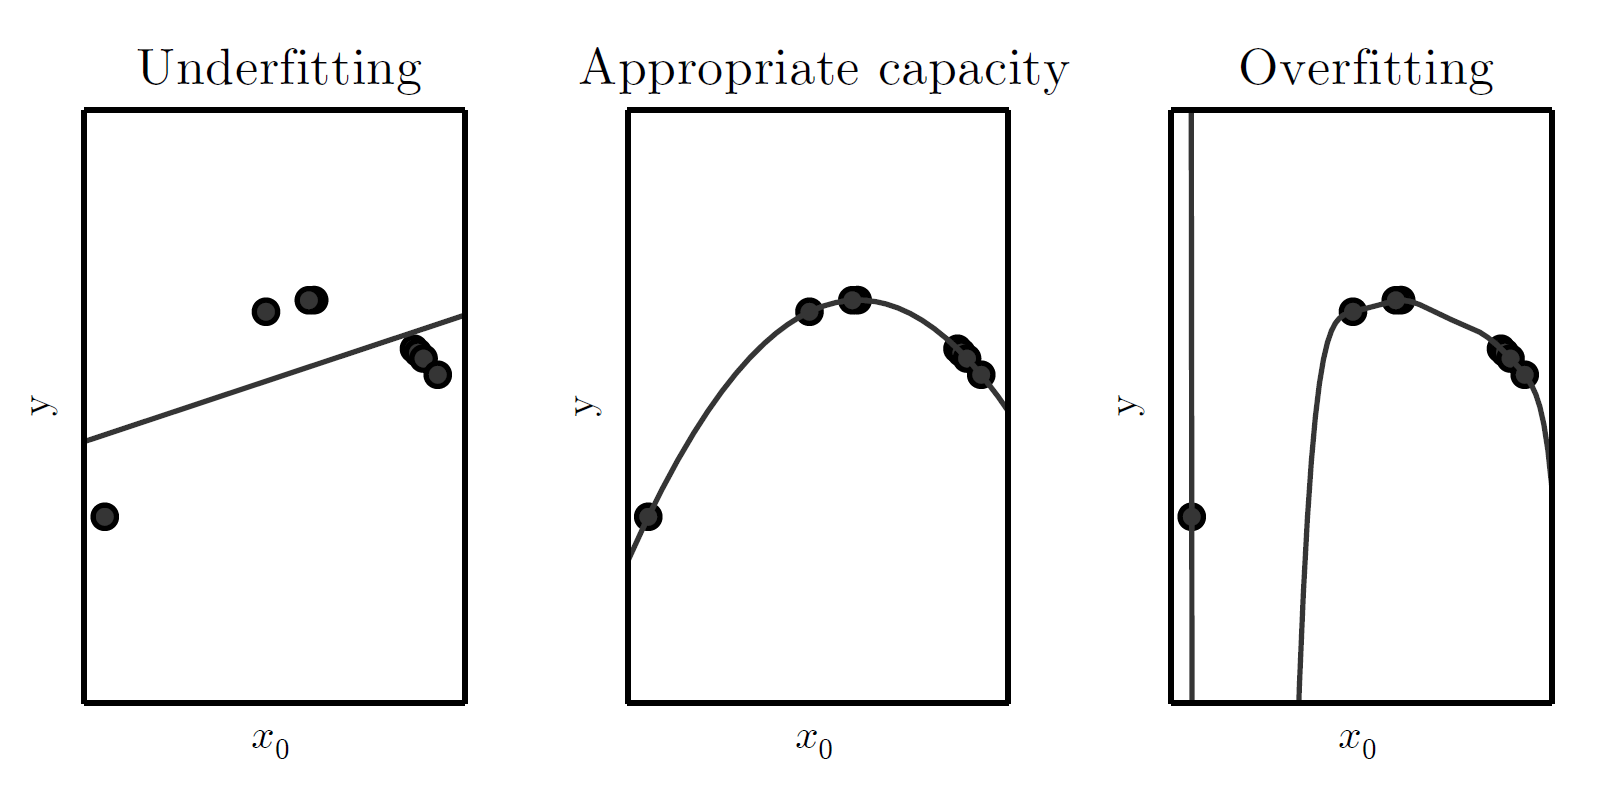 Underfitting
Appropriate capacity
Overfitting
y
y
y
x0
x0
x0